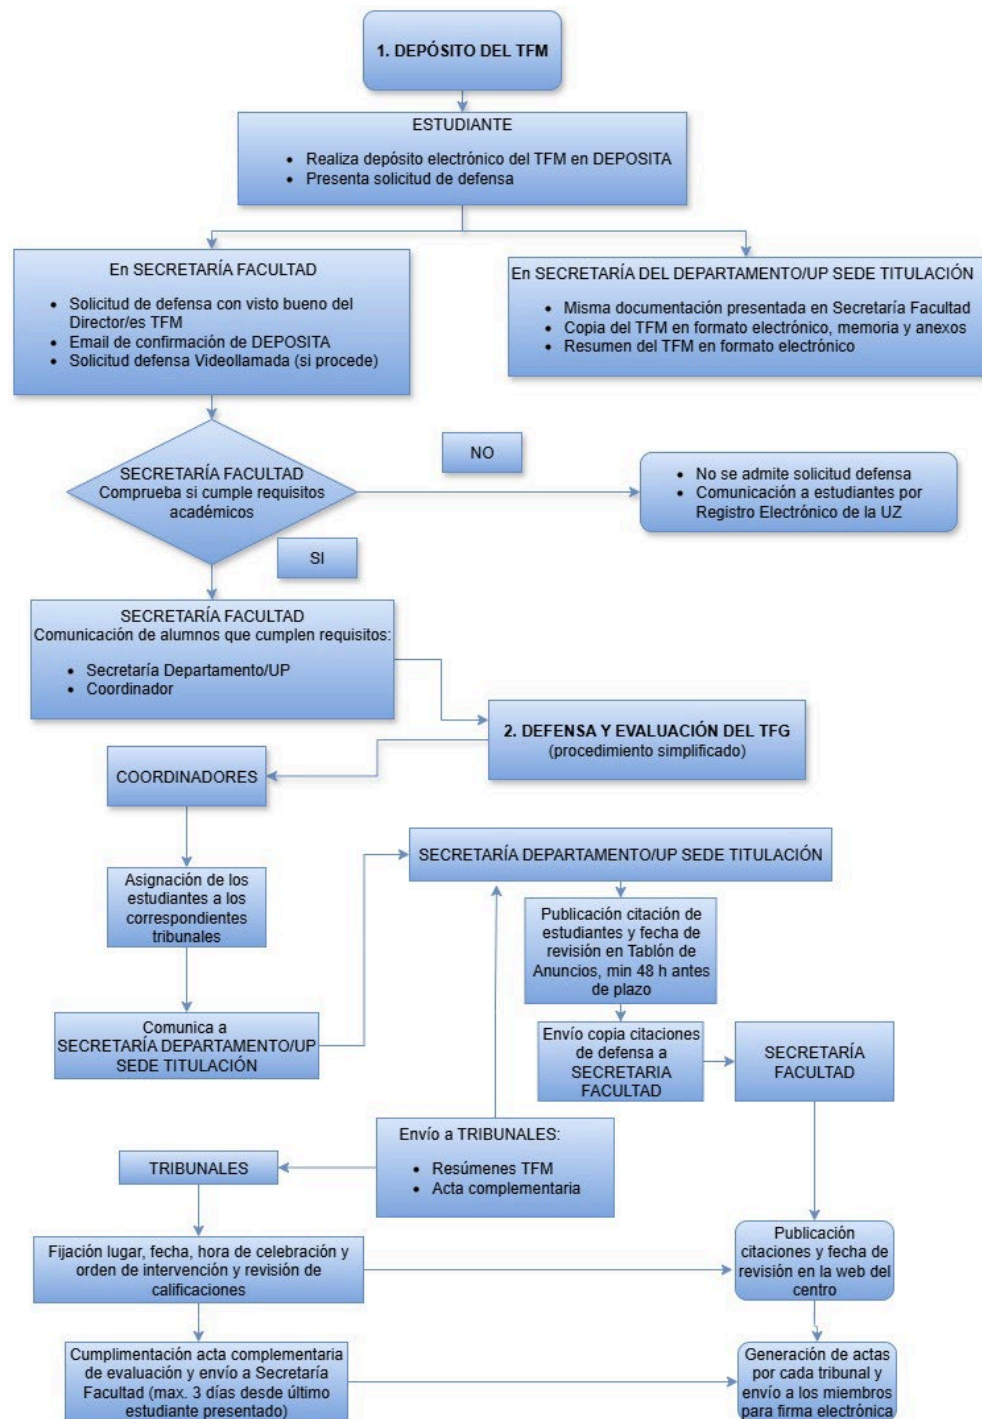 1. DEPÓSITO DEL TFM
ESTUDIANTE
• Realiza depósito electrónico del TFM en DEPOSITA
• Presenta solicitud de defensa
En SECRETARÍA FACULTAD
• Solicitud de defensa con visto bueno del
Director/es TFM
• Email de confirmación de DEPOSITA
• Solicitud defensa Videollamada (si procede)
En SECRETARÍA DEL DEPARTAMENTO/UP SEDE TITULACIÓN
• Misma documentación presentada en Secretaría Facultad
• Copia del TFM en formato electrónico, memoria y anexos
• Resumen del TFM en formato electrónico
SECRETARÍA FACULTAD
Comprueba si cumple requisitos
académicos
NO
• No se admite solicitud defensa
• Comunicación a estudiantes por
Registro Electrónico de la UZ
SI
SECRETARÍA FACULTAD
Comunicación de alumnos que cumplen requisitos:
• Secretaría Departamento/UP
• Coordinador
2. DEFENSA Y EVALUACIÓN DEL TFG
(procedimiento simplificado)
COORDINADORES
Asignación de los
estudiantes a los
correspondientes
tribunales
Comunica a
SECRETARÍA DEPARTAMENTO/UP
SEDE TITULACIÓN
SECRETARÍA DEPARTAMENTO/UP SEDE TITULACIÓN
Publicación citación de
estudiantes y fecha de
revisión en Tablón de
Anuncios, min 48 h antes
de plazo
Envío copia citaciones
de defensa a
SECRETARIA
FACULTAD
SECRETARÍA
FACULTAD
Envío a TRIBUNALES:
• Resúmenes TFM
• Acta complementaria
TRIBUNALES
Fijación lugar, fecha, hora de celebración y
orden de intervención y revisión de
calificaciones
Publicación
citaciones y fecha de
revisión en la web del
centro
Cumplimentación acta complementaria
de evaluación y envío a Secretaría
Facultad (max. 3 días desde último
estudiante presentado)
Generación de actas
por cada tribunal y
envío a los miembros
para firma electrónica